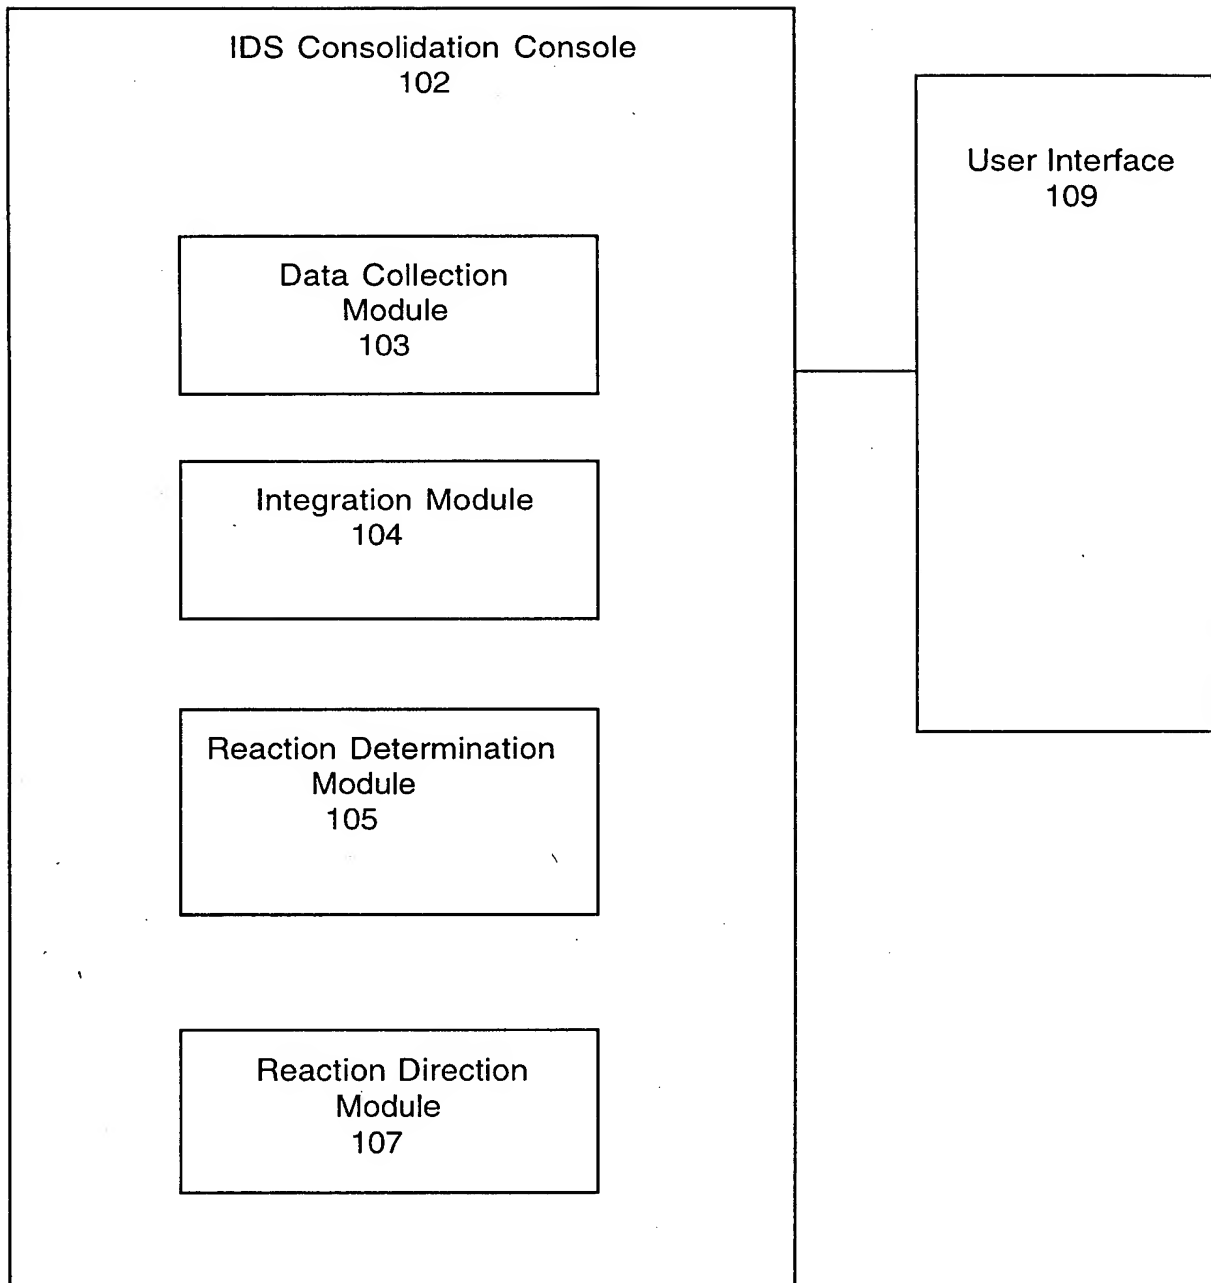 IDS Consolidation Console
102
User Interface
109
Data Collection
Module
103
Integration Module
104
Reaction Determination
Module
105
Reaction Direction
Module
107